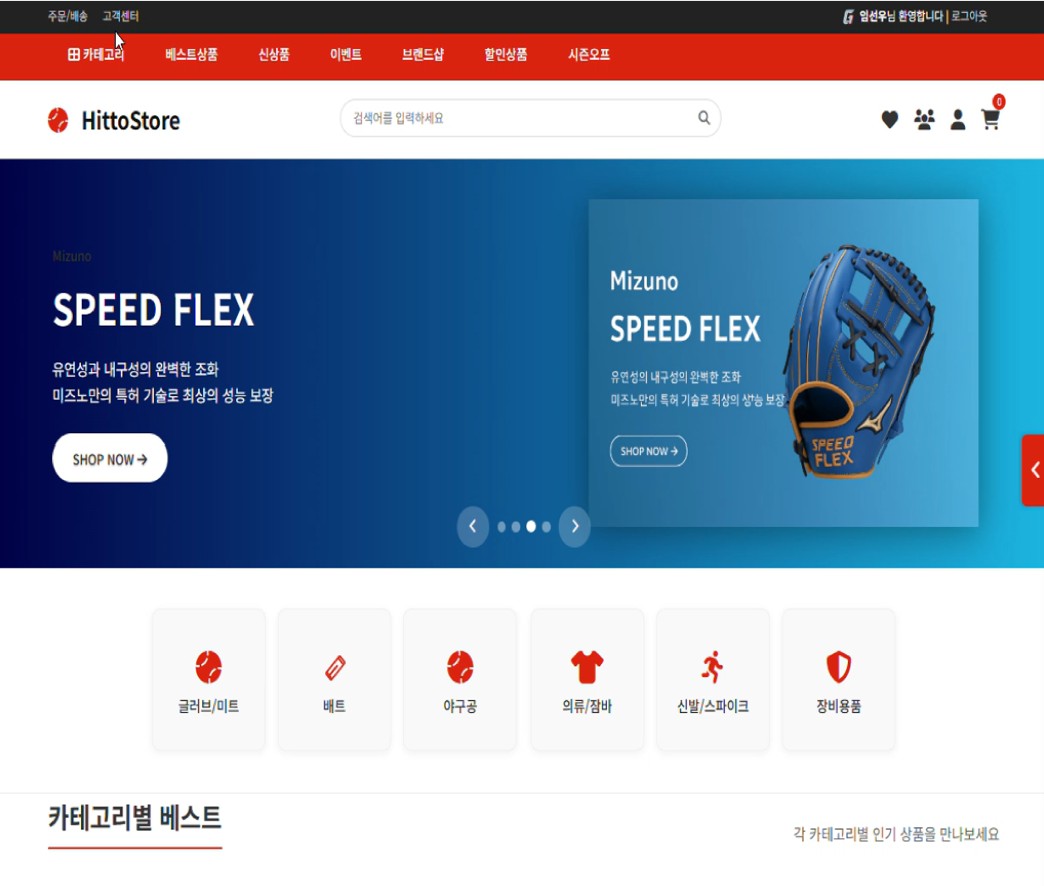 주문/배송 고객센터
임선우님 환영합니다 | 로그아웃
카테고리 베스트상품 신상품 이벤트 브랜드샵 할인상품 시즌오프
HittoStore
검색어를 입력하세요
0
Mizuno
SPEED FLEX
유연성과 내구성의 완벽한 조화
미즈노만의 특허 기술로 최상의 성능 보장
SHOP NOW →
Mizuno
SPEED FLEX
유연성의 내구성의 완벽한 조화
미즈노만의 특허 기술로 최상의 성능 보장
SHOP NOW →
SPEED
FLEX
글러브/미트 배트 야구공 의류/잠바 신발/스파이크 장비용품
카테고리별 베스트
각 카테고리별 인기 상품을 만나보세요